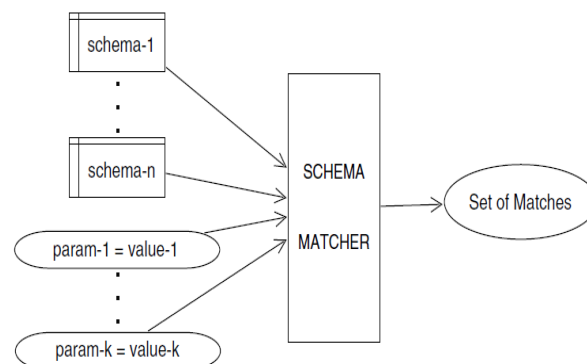 schema-1
schema-n
param-1 = value-1
param-k = value-k
SCHEMA
MATCHER
Set of Matches